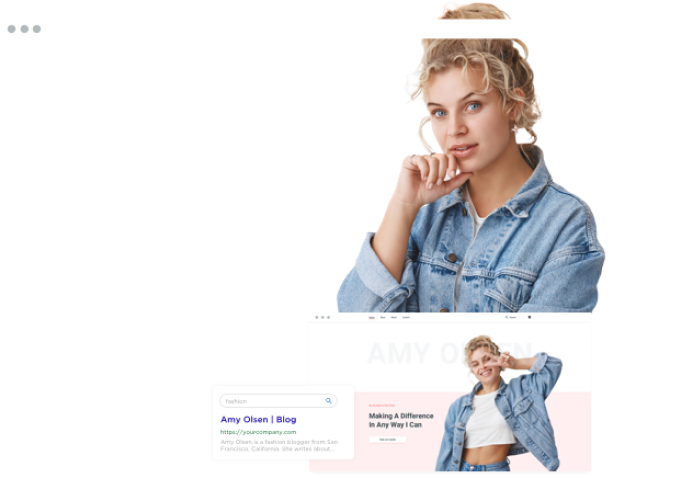 AMY OLSEN
Making A Difference
In Any Way I Can
fashion
Amy Olsen | Blog
https://yourcompany.com
Amy Olsen is a fashion blogger from San
Francisco, California. She writes about...